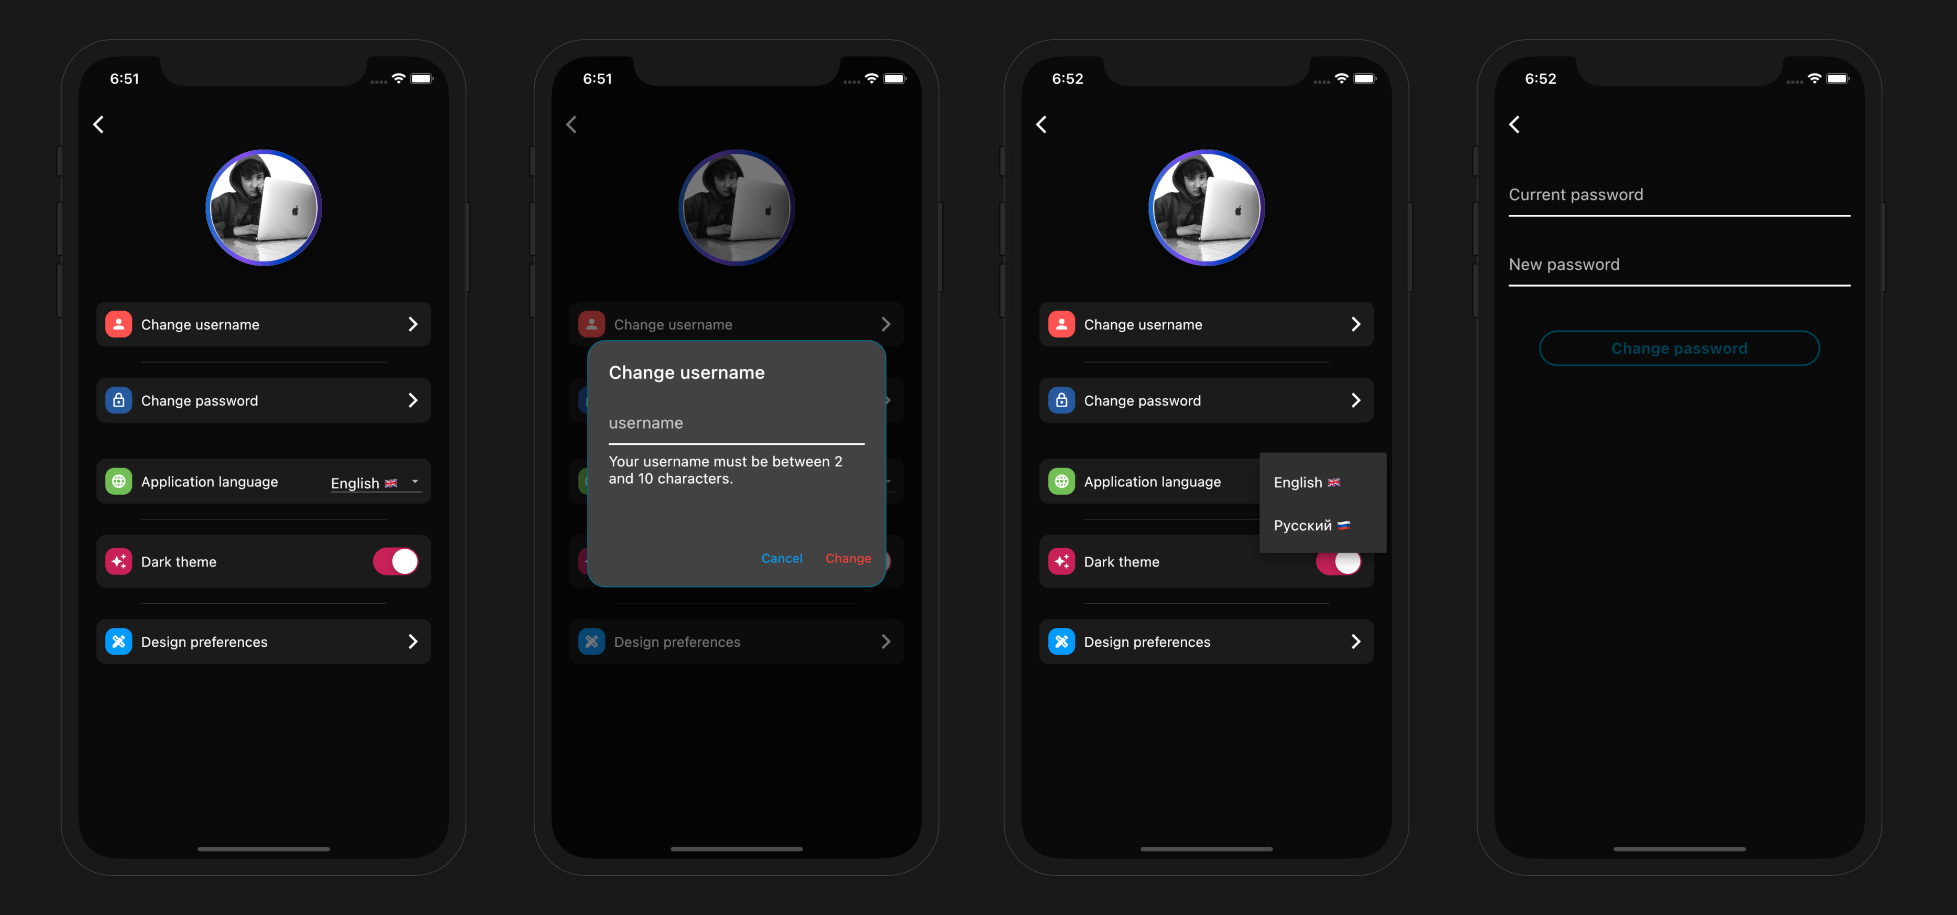 6:51
Change username
Change password
Application language
English 🇬🇧
Dark theme
Design preferences
6:51
Change username
Change username
username
Your username must be between 2
and 10 characters.
Cancel
Change
Design preferences
6:52
Change username
Change password
Application language
English 🇬🇧
Русский 🇷🇺
Dark theme
Design preferences
6:52
Current password
New password
Change password